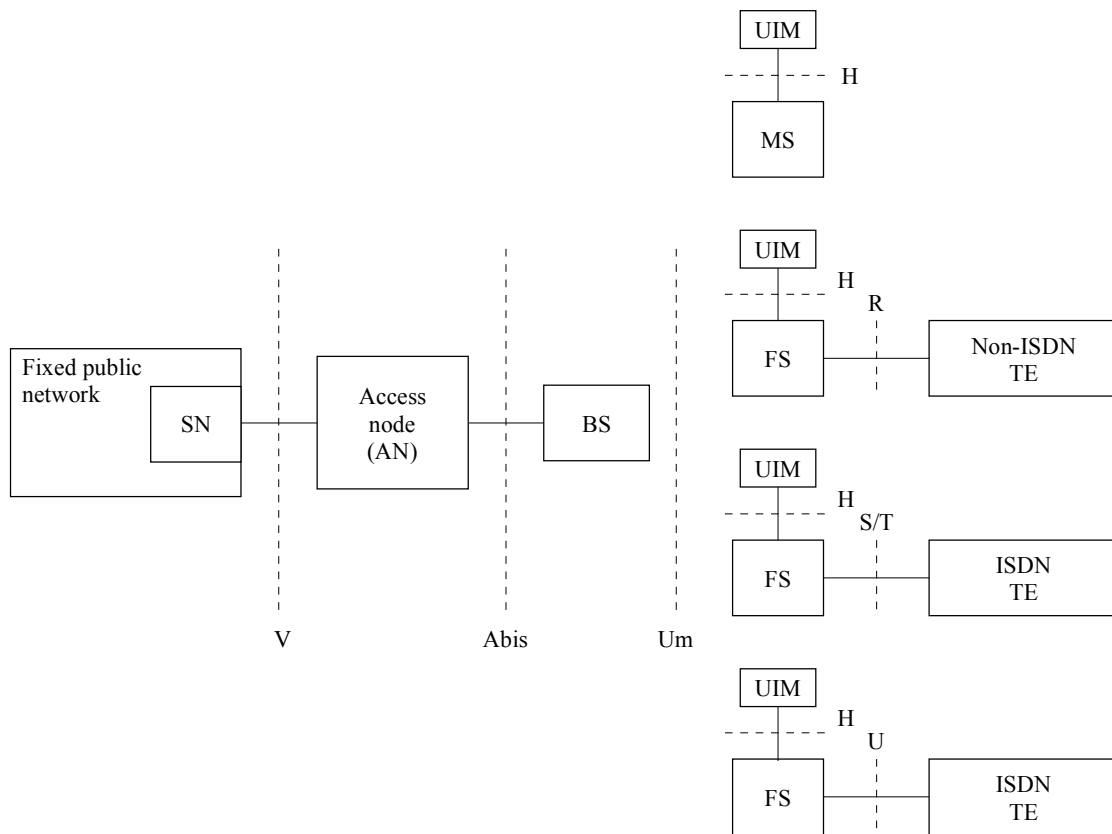 UIM
H
MS
UIM
H
R
FS
Non-ISDN
TE
Fixed public
network
SN
Access
node
(AN)
BS
UIM
H
S/T
FS
ISDN
TE
V
Abis
Um
UIM
H
U
FS
ISDN
TE